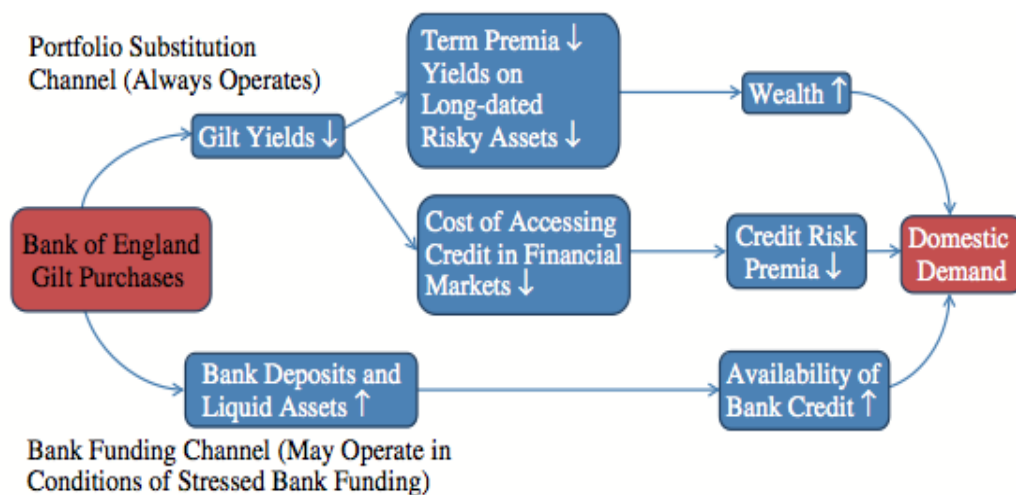 Portfolio Substitution
Channel (Always Operates)
Term Premia ↓
Yields on
Long-dated
Risky Assets ↓
Wealth ↑
Gilt Yields ↓
Bank of England
Gilt Purchases
Cost of Accessing
Credit in Financial
Markets ↓
Credit Risk
Premia ↓
Domestic
Demand
Bank Deposits and
Liquid Assets ↑
Availability of
Bank Credit ↑
Bank Funding Channel (May Operate in
Conditions of Stressed Bank Funding)